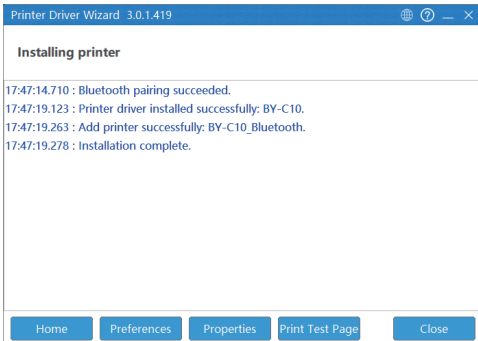 Printer Driver Wizard 3.0.1.419
Installing printer
17:47:14.710 : Bluetooth pairing succeeded.
17:47:19.123 : Printer driver installed successfully: BY-C10.
17:47:19.263 : Add printer successfully: BY-C10_Bluetooth.
17:47:19.278 : Installation complete.
Home Preferences Properties Print Test Page Close